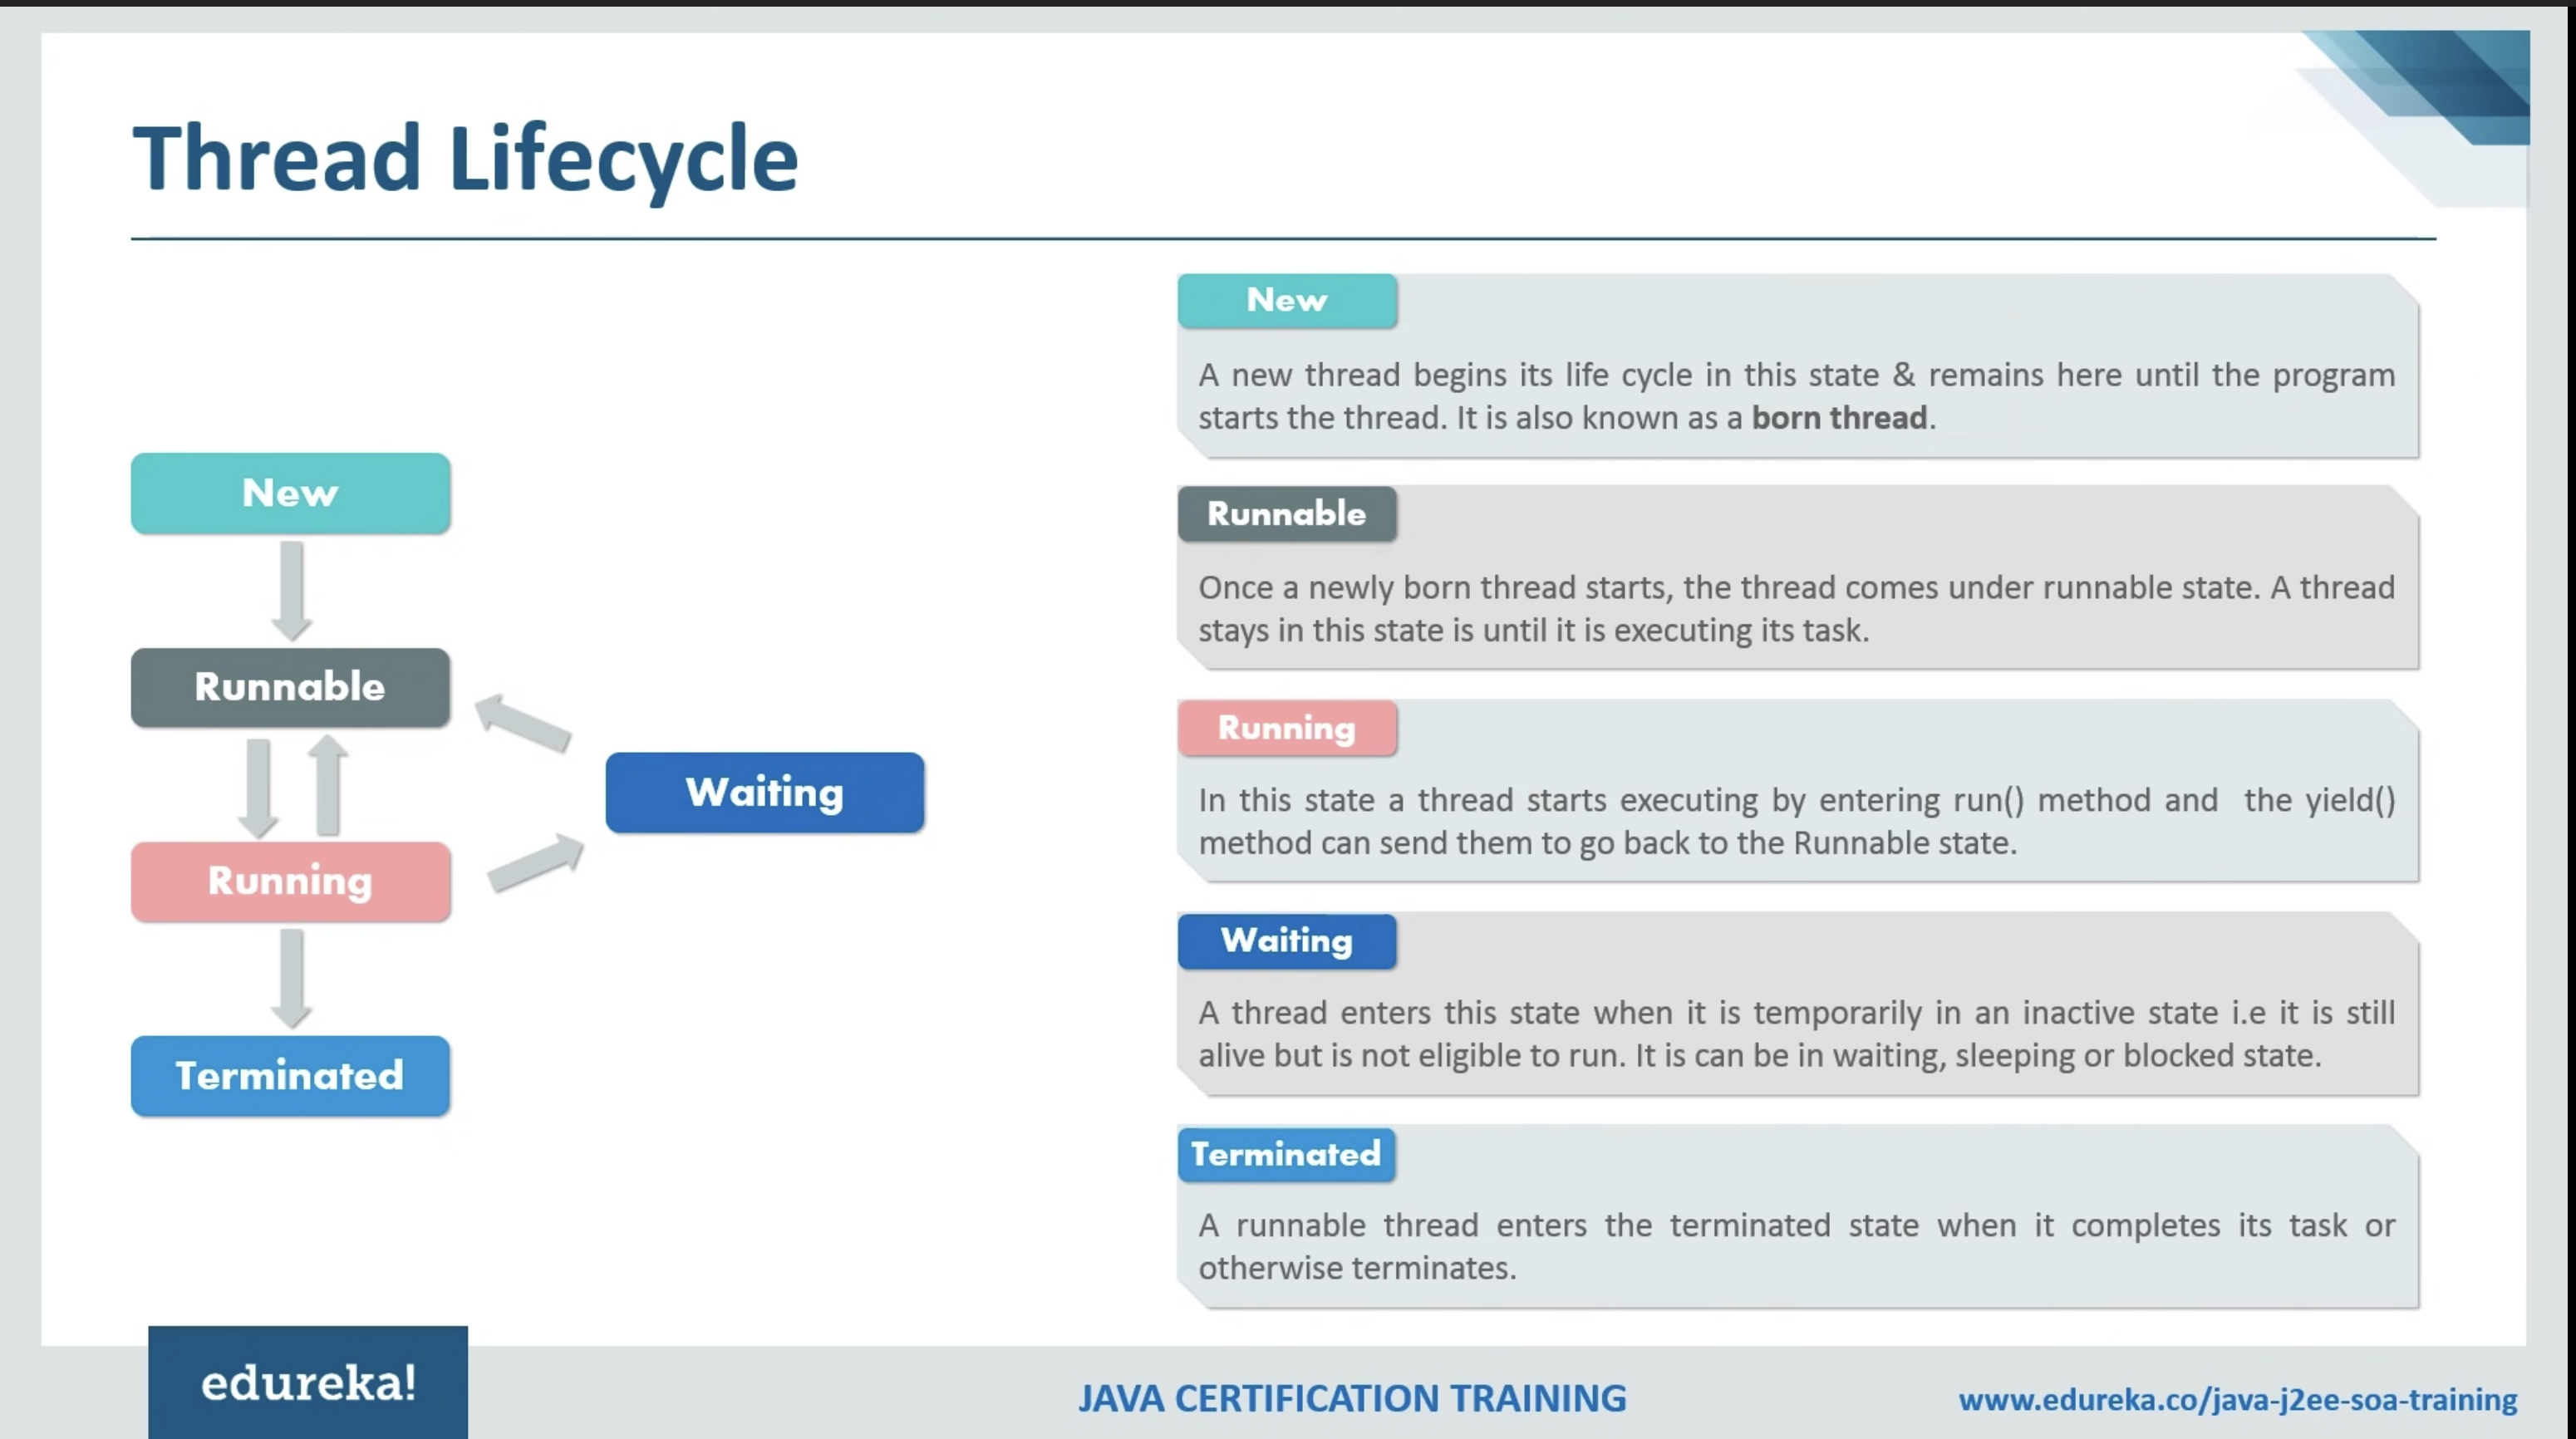 Thread Lifecycle
New
Runnable
Running
Waiting
Terminated
New
A new thread begins its life cycle in this state & remains here until the program
starts the thread. It is also known as a born thread.
Runnable
Once a newly born thread starts, the thread comes under runnable state. A thread
stays in this state is until it is executing its task.
Running
In this state a thread starts executing by entering run() method and the yield()
method can send them to go back to the Runnable state.
Waiting
A thread enters this state when it is temporarily in an inactive state i.e it is still
alive but is not eligible to run. It is can be in waiting, sleeping or blocked state.
Terminated
A runnable thread enters the terminated state when it completes its task or
otherwise terminates.
edureka!
JAVA CERTIFICATION TRAINING
www.edureka.co/java-j2ee-soa-training